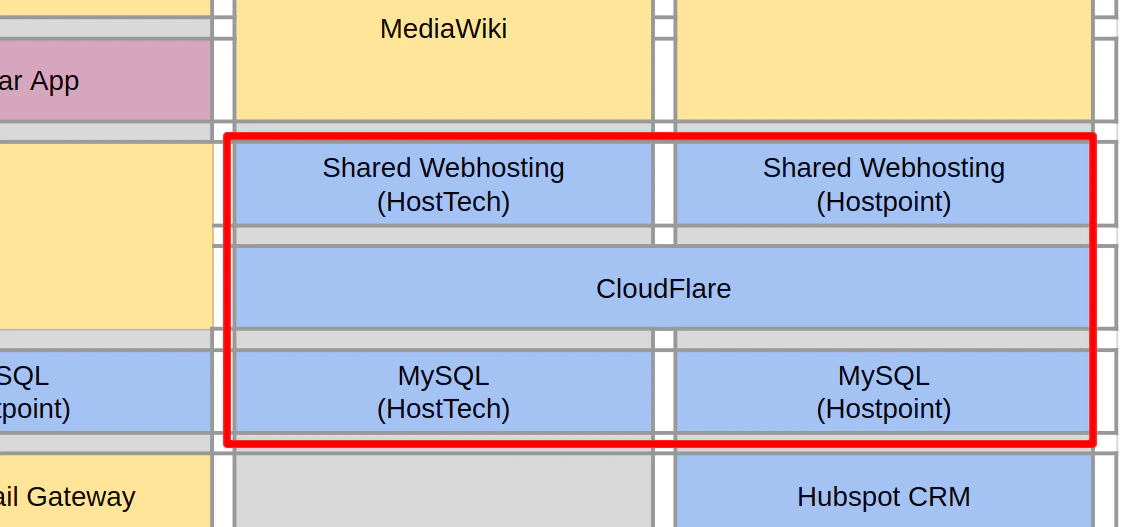 MediaWiki
ar App
Shared Webhosting
(HostTech)
Shared Webhosting
(Hostpoint)
CloudFlare
SQL
tpoint)
MySQL
(HostTech)
MySQL
(Hostpoint)
ail Gateway
Hubspot CRM